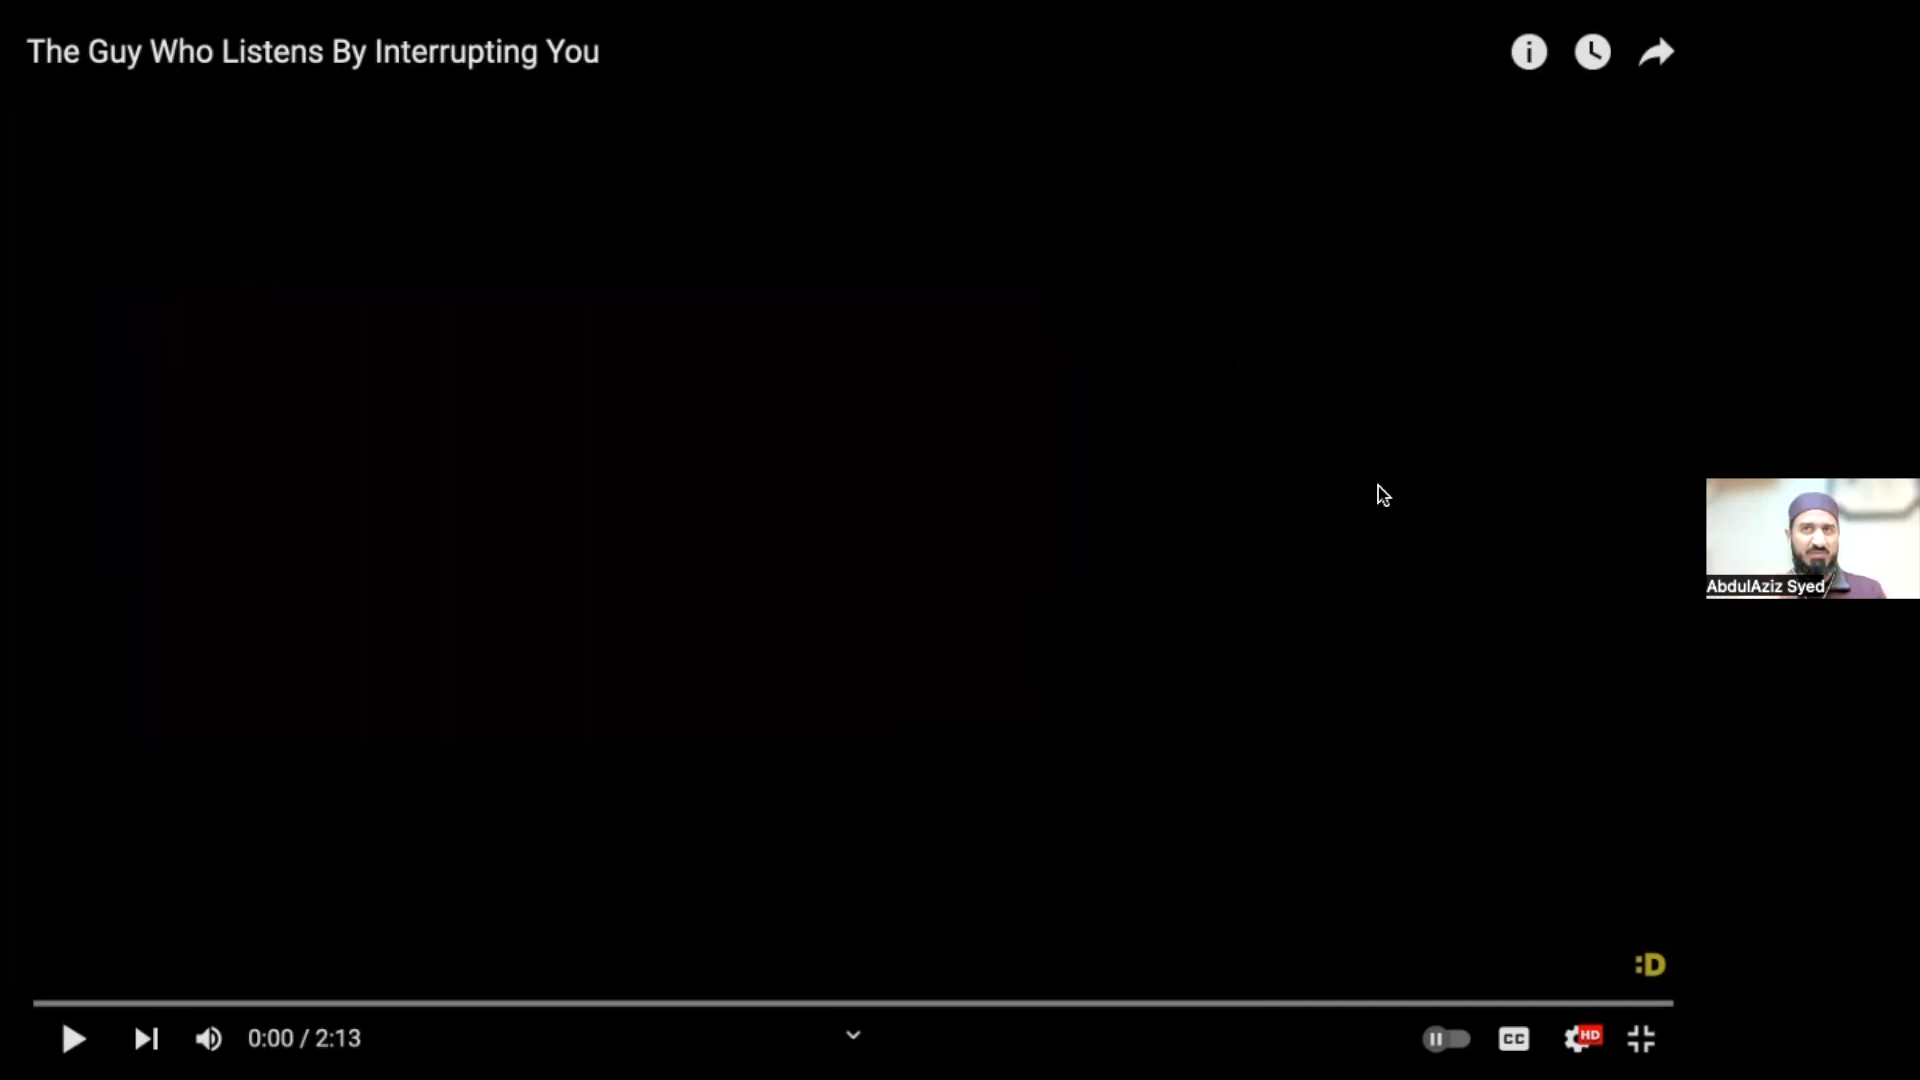 The Guy Who Listens By Interrupting You
AbdulAziz Syed
:D
0:00 / 2:13
CC
HD